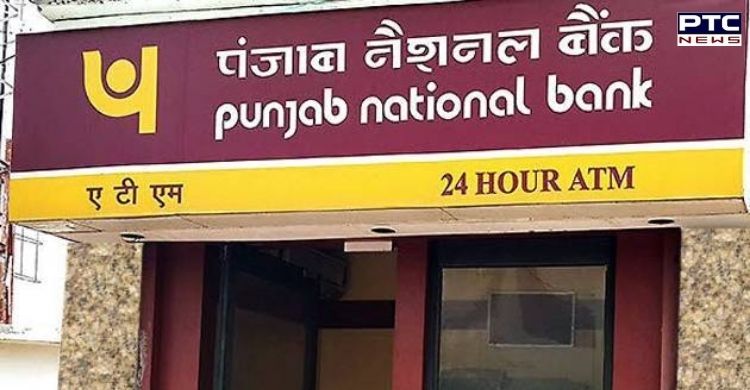 पंजाब नैशनल बैंक
punjab national bank
ए टी एम
24 HOUR ATM
PTC
NEWS